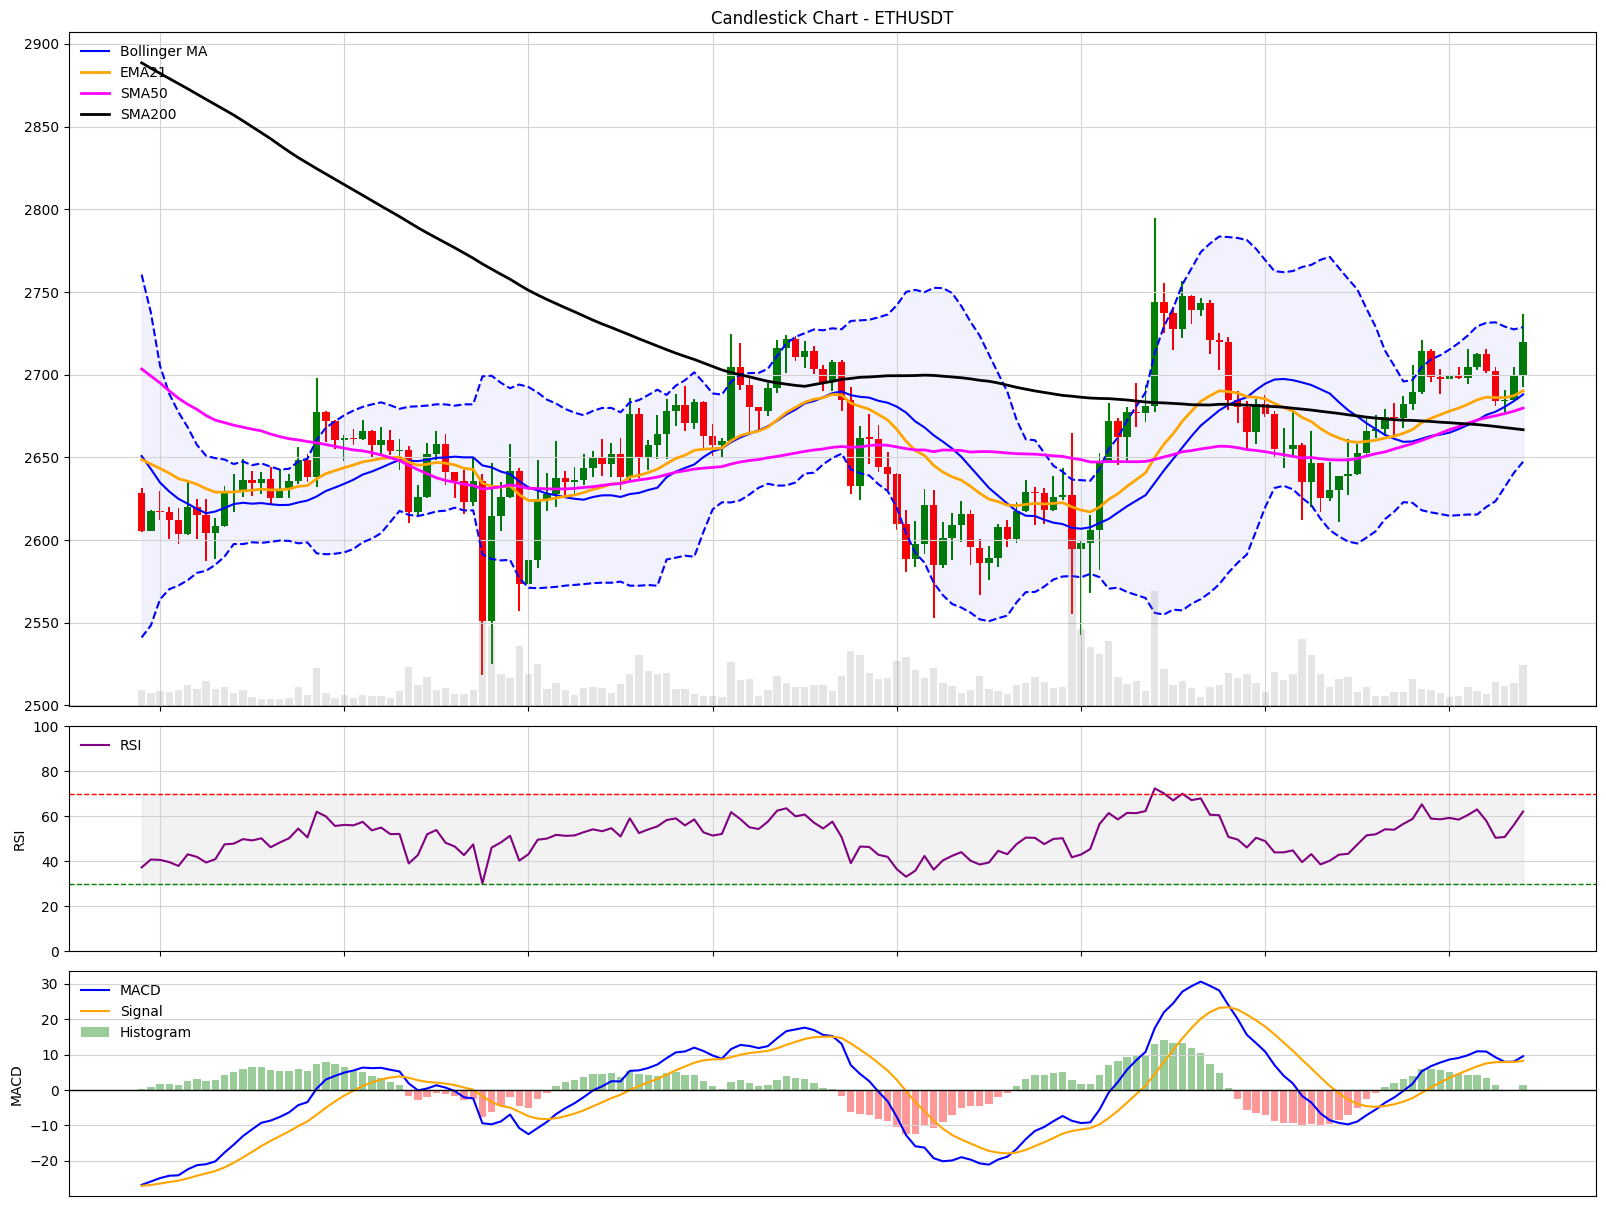 Candlestick Chart - ETHUSDT
2900
2850
2800
2750
2700
2650
2600
2550
2500
Bollinger MA
EMA21
SMA50
SMA200
100
80
60
40
20
0
RSI
RSI
30
20
10
0
−10
−20
MACD
MACD
Signal
Histogram